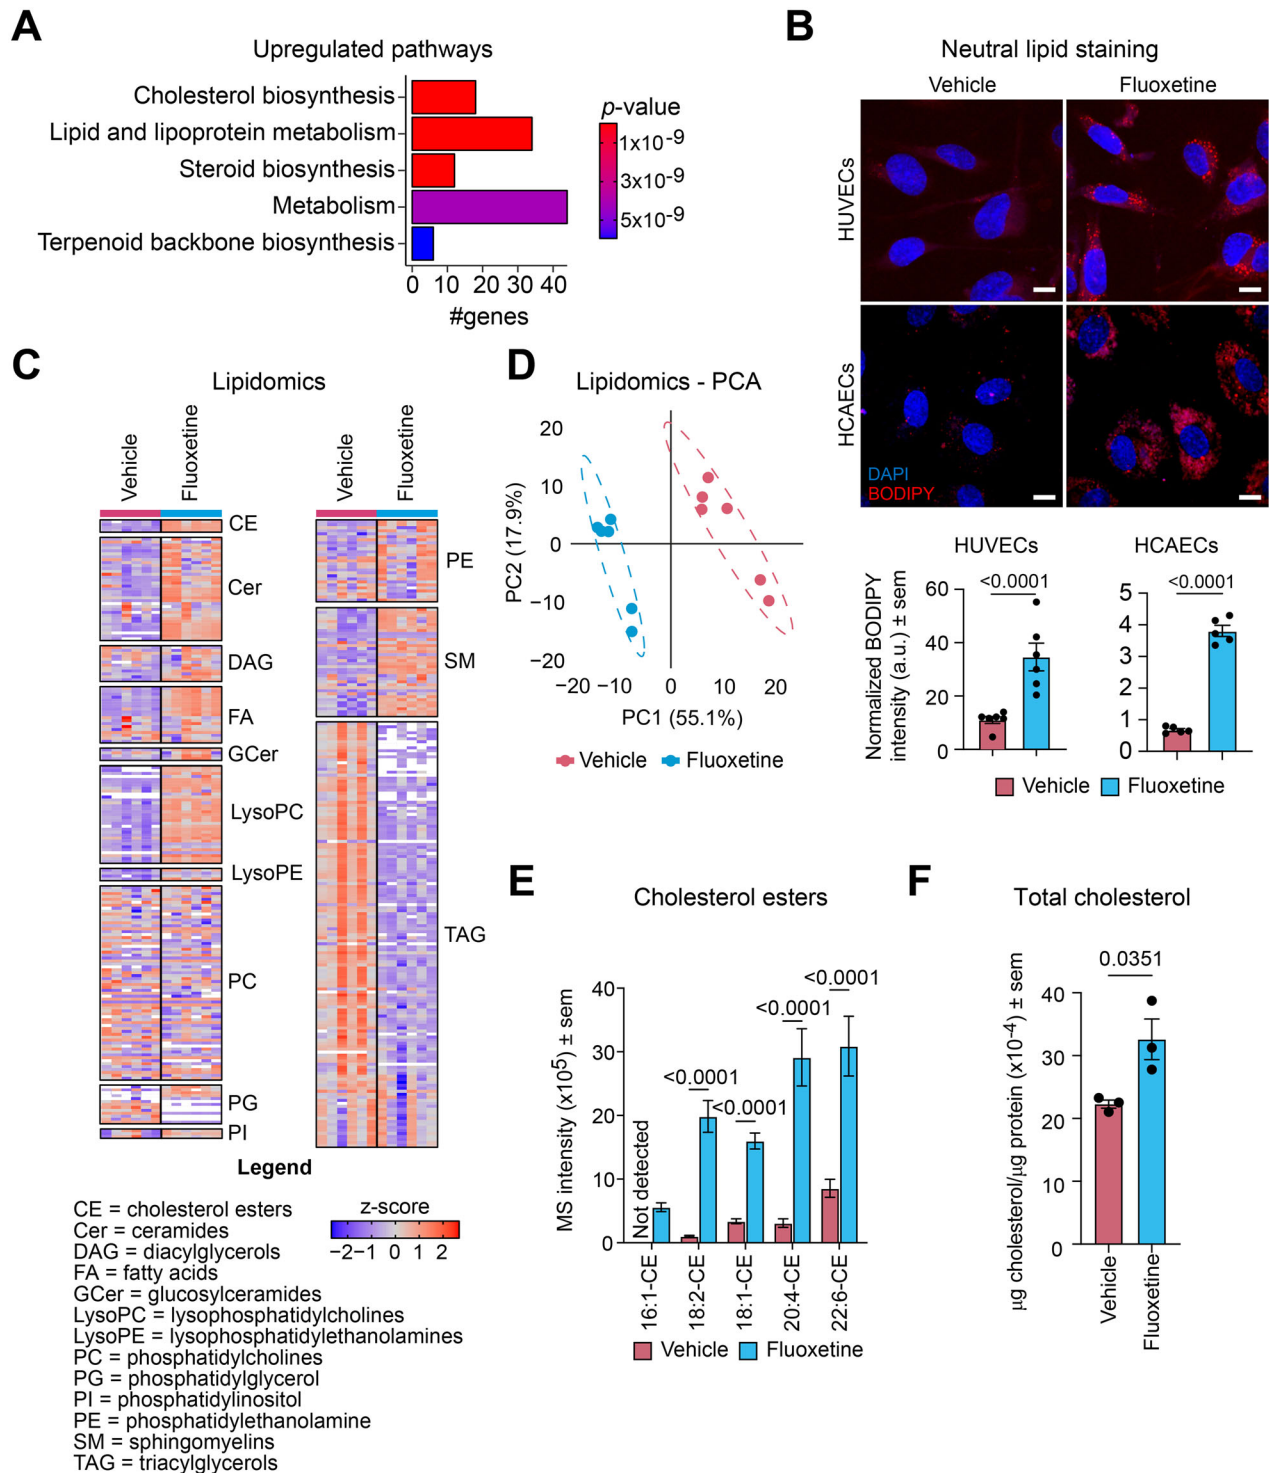 A
Upregulated pathways
Cholesterol biosynthesis
Lipid and lipoprotein metabolism
Steroid biosynthesis
Metabolism
Terpenoid backbone biosynthesis
0 10 20 30 40
#genes
p-value
1x10-9
3x10-9
5x10-9
B
Neutral lipid staining
Vehicle Fluoxetine
HUVECs
HCAECs
DAPI
BODIPY
HUVECs
HCAECs
Normalized BODIPY
intensity (a.u.) ± sem
60
40
20
0
<0.0001
5
4
3
2
1
0
<0.0001
Vehicle Fluoxetine
C
Lipidomics
Vehicle
Fluoxetine
CE
Cer
DAG
FA
GCer
LysoPC
LysoPE
PC
PG
PI
Vehicle
Fluoxetine
PE
SM
TAG
Legend
CE = cholesterol esters
Cer = ceramides
DAG = diacylglycerols
FA = fatty acids
GCer = glucosylceramides
LysoPC = lysophosphatidylcholines
LysoPE = lysophosphatidylethanolamines
PC = phosphatidylcholines
PG = phosphatidylglycerol
PI = phosphatidylinositol
PE = phosphatidylethanolamine
SM = sphingomyelins
TAG = triacylglycerols
z-score
−2 −1 0 1 2
D
Lipidomics - PCA
PC2 (17.9%)
20
10
0
−10
−20
−20 −10 0 10 20
PC1 (55.1%)
Vehicle Fluoxetine
E
Cholesterol esters
MS intensity (x105) ± sem
40
30
20
10
0
Not detected
<0.0001
<0.0001
<0.0001
<0.0001
16:1-CE
18:2-CE
18:1-CE
20:4-CE
22:6-CE
Vehicle Fluoxetine
F
Total cholesterol
µg cholesterol/µg protein (x10-4) ± sem
40
30
20
10
0
0.0351
Vehicle
Fluoxetine